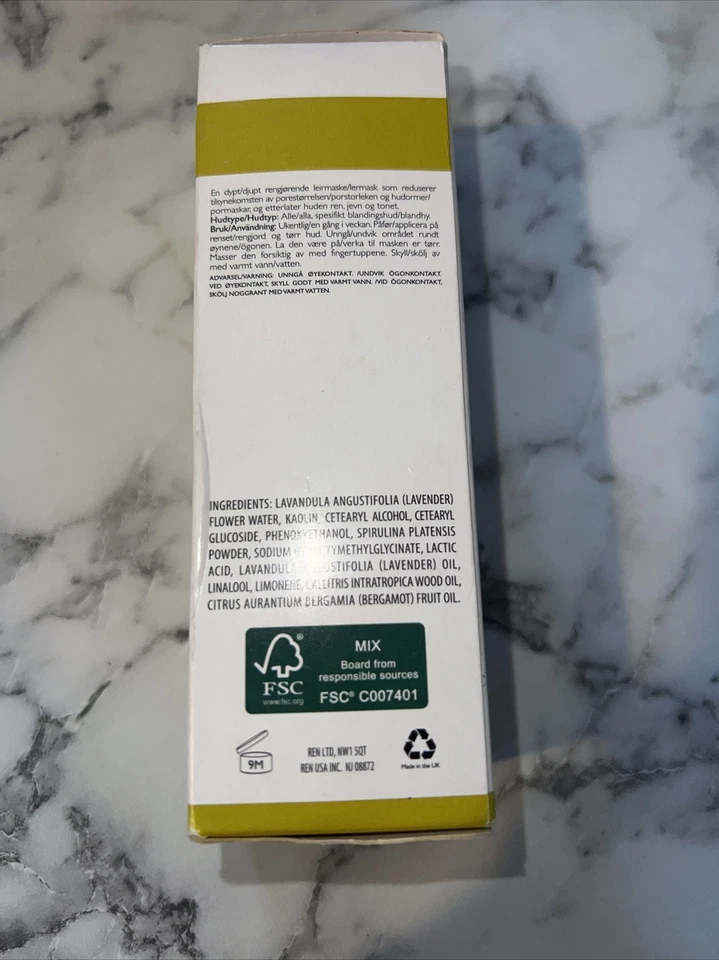 En dypt/djupt rengjørende leirmaske/lermask som reduserer
tilsynekomsten av porestørrelsen/porstorleken og hudormer/
pormaskar, og etterlater huden ren, jevn og tonet.
Hudtype/Hudtyp: Alle/alla, spesifikt blandingshud/blandhy.
Bruk/Användning: Ukentlig/en gång i veckan. Påfør/applicera på
renset/rengjord og tørr hud. Unngå/undvik området rundt
øynene/ögonen. La den være på/verka til masken er tørr.
Masser den forsiktig av med fingertuppene. Skyll/skölj av
med varmt vann/vatten.
ADVARSEL/VARNING: UNNGÅ ØYEKONTAKT. /UNDVIK ÖGONKONTAKT.
VED ØYEKONTAKT, SKYLL GODT MED VARMT VANN. /VID ÖGONKONTAKT,
SKÖLJ NOGGRANT MED VARMT VATTEN.
INGREDIENTS: LAVANDULA ANGUSTIFOLIA (LAVENDER)
FLOWER WATER, KAOLIN, CETEARYL ALCOHOL, CETEARYL
GLUCOSIDE, PHENOXYETHANOL, SPIRULINA PLATENSIS
POWDER, SODIUM HYDROXYMETHYLGLYCINATE, LACTIC
ACID, LAVANDULA ANGUSTIFOLIA (LAVENDER) OIL,
LINALOOL, LIMONENE, CALLITRIS INTRATROPICA WOOD OIL,
CITRUS AURANTIUM BERGAMIA (BERGAMOT) FRUIT OIL.
FSC
www.fsc.org
MIX
Board from
responsible sources
FSC® C007401
9M
REN LTD, NW1 5QT
REN USA INC. NJ 08872
Made in the UK